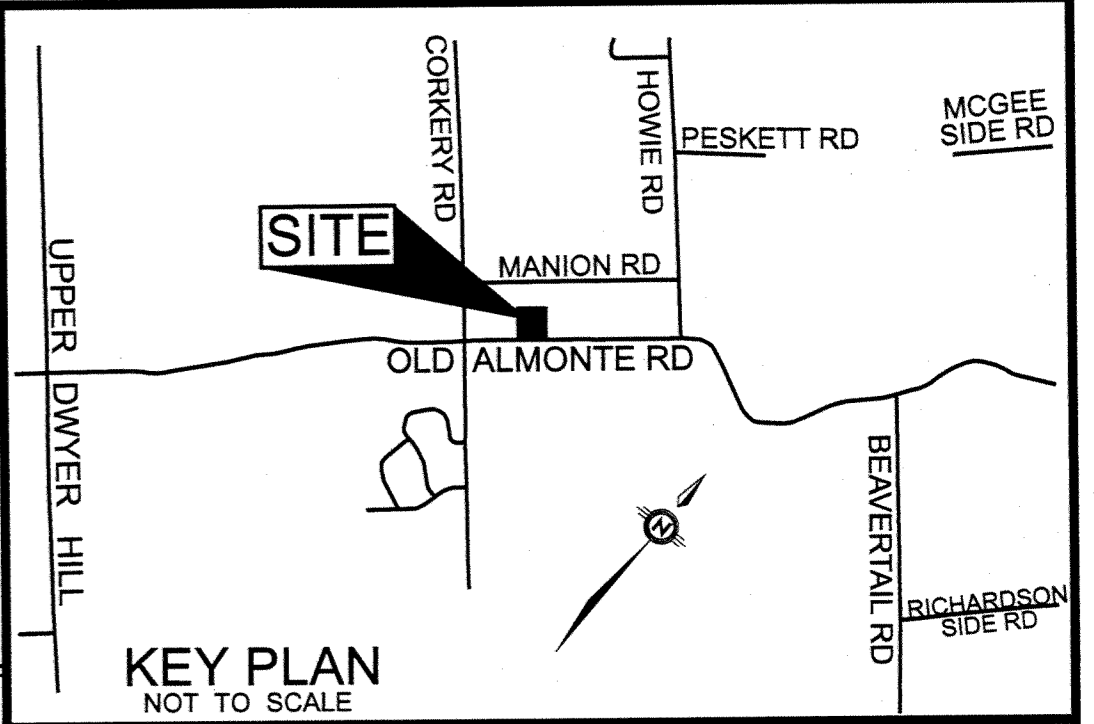 CORKERY RD
HOWIE RD
MCGEE
SIDE RD
PESKETT RD
SITE
MANION RD
UPPER DWYER HILL
OLD ALMONTE RD
BEAVERTAIL RD
N
RICHARDSON
SIDE RD
KEY PLAN
NOT TO SCALE